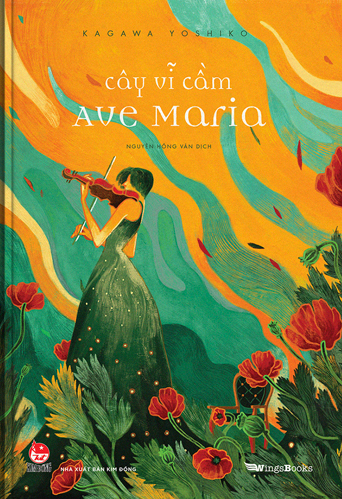 KAGAWA YOSHIKO
cây vĩ cầm
AVE MARIA
NGUYỄN HỒNG VÂN DỊCH
NHÀ XUẤT BẢN KIM ĐỒNG
WingsBooks